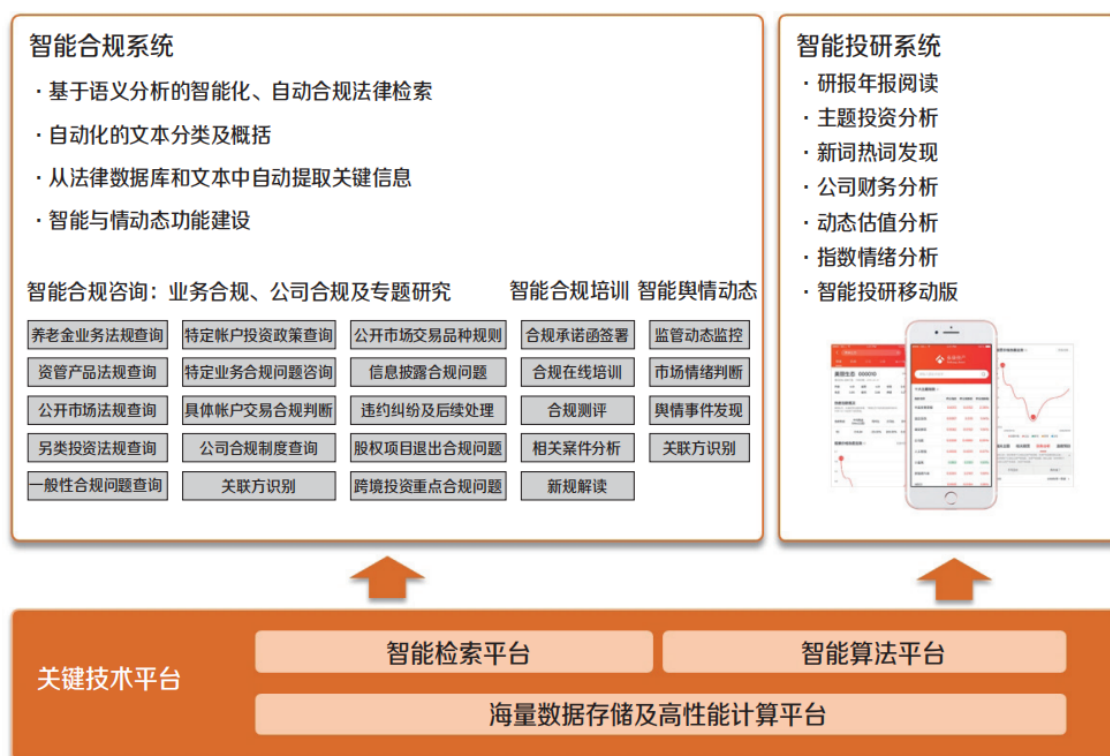 智能合规系统
· 基于语义分析的智能化、自动合规法律检索
· 自动化的文本分类及概括
· 从法律数据库和文本中自动提取关键信息
· 智能与情动态功能建设
智能合规咨询：业务合规、公司合规及专题研究
养老金业务法规查询
资管产品法规查询
公开市场法规查询
另类投资法规查询
一般性合规问题查询
特定帐户投资政策查询
特定业务合规问题咨询
具体帐户交易合规判断
公司合规制度查询
关联方识别
公开市场交易品种规则
信息披露合规问题
违约纠纷及后续处理
股权项目退出合规问题
跨境投资重点合规问题
智能合规培训
合规承诺函签署
合规在线培训
合规测评
相关案件分析
新规解读
智能舆情动态
监管动态监控
市场情绪判断
舆情事件发现
关联方识别
智能投研系统
· 研报年报阅读
· 主题投资分析
· 新词热词发现
· 公司财务分析
· 动态估值分析
· 指数情绪分析
· 智能投研移动版
关键技术平台
智能检索平台
智能算法平台
海量数据存储及高性能计算平台